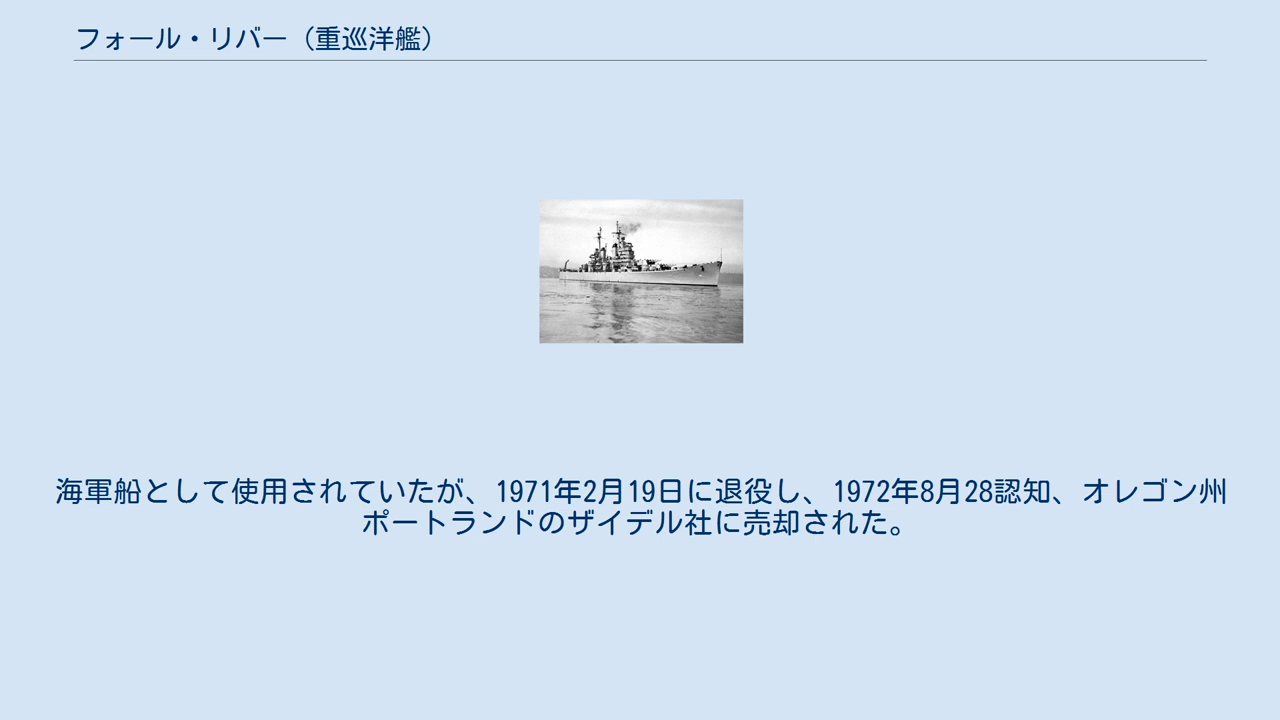 フォール・リバー（重巡洋艦）
海軍船として使用されていたが、1971年2月19日に退役し、1972年8月28認知、オレゴン州
ポートランドのザイデル社に売却された。